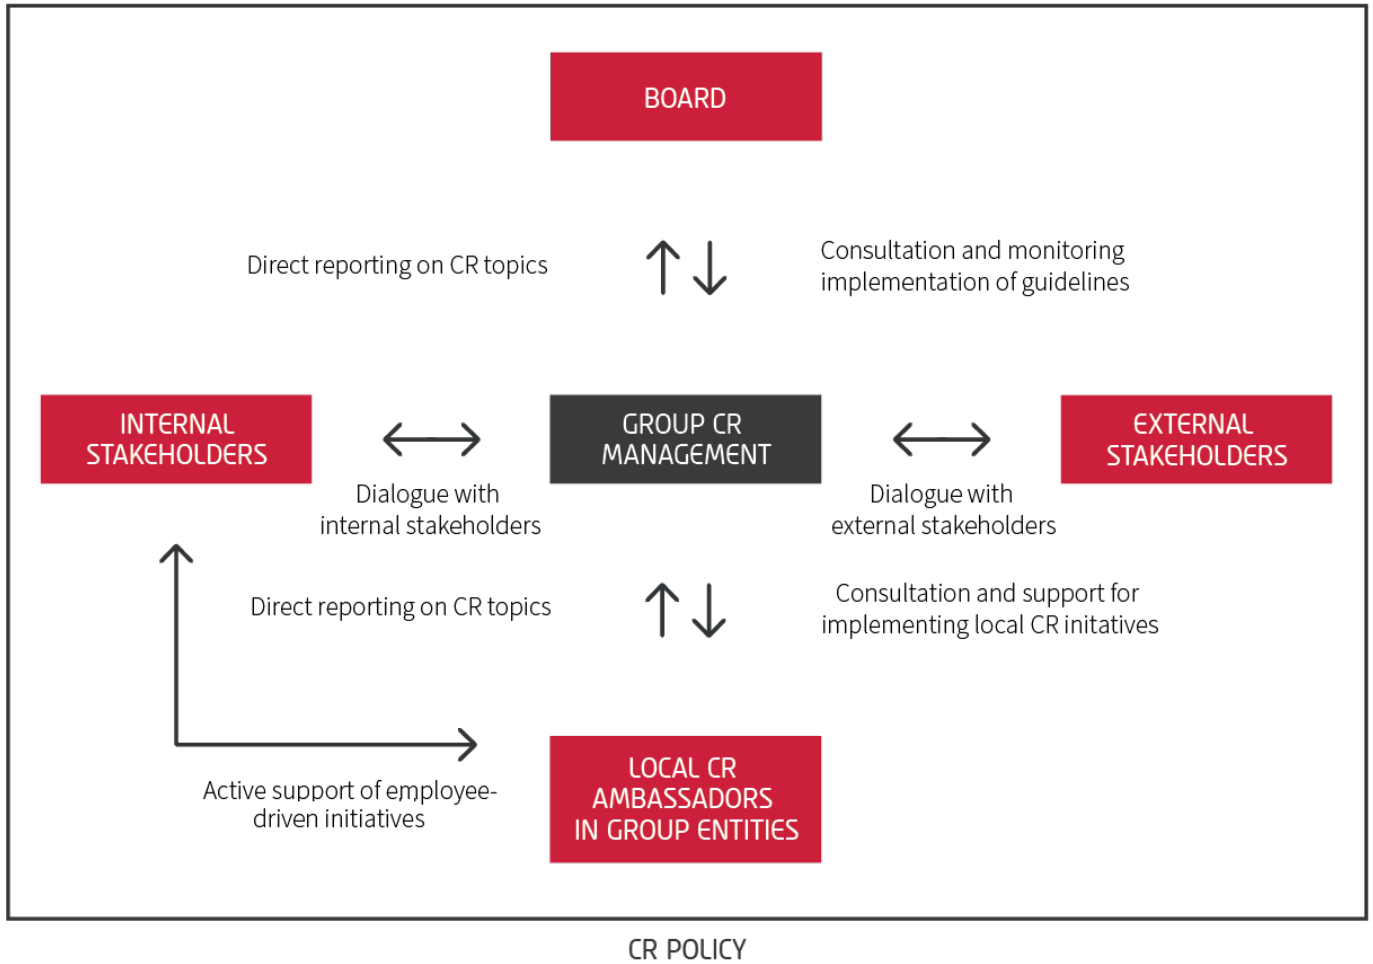 BOARD
Direct reporting on CR topics
Consultation and monitoring
implementation of guidelines
INTERNAL
STAKEHOLDERS
GROUP CR
MANAGEMENT
EXTERNAL
STAKEHOLDERS
Dialogue with
internal stakeholders
Dialogue with
external stakeholders
Direct reporting on CR topics
Consultation and support for
implementing local CR initatives
Active support of employee-
driven initiatives
LOCAL CR
AMBASSADORS
IN GROUP ENTITIES
CR POLICY